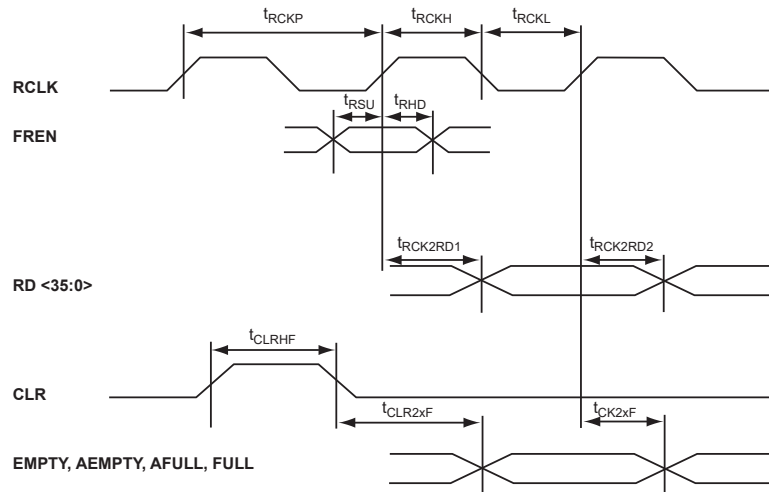 tRCKP tRCKH tRCKL
RCLK
tRSU tRHD
FREN
tRCK2RD1 tRCK2RD2
RD <35:0>
tCLRHF
CLR
tCLR2xF tCK2xF
EMPTY, AEMPTY, AFULL, FULL